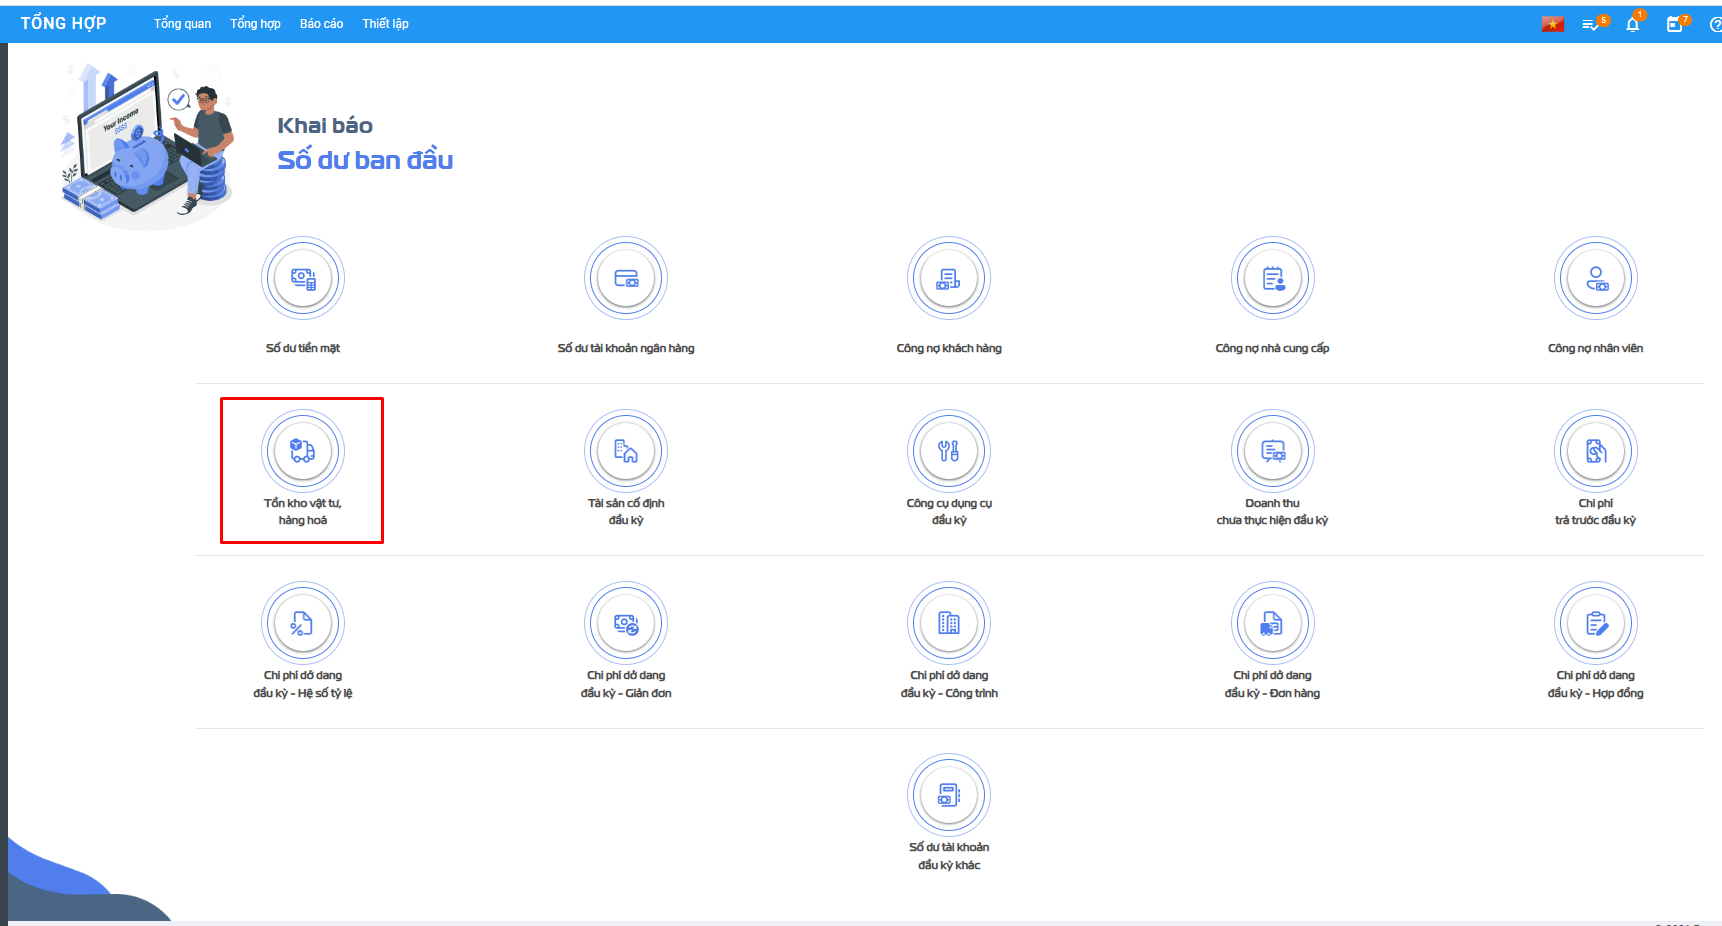 TỔNG HỢP
Tổng quan Tổng hợp Báo cáo Thiết lập
5
1
7
Your Income
$$$$
Khai báo
Số dư ban đầu
Số dư tiền mặt
Số dư tài khoản ngân hàng
Công nợ khách hàng
Công nợ nhà cung cấp
Công nợ nhân viên
Tồn kho vật tư,
hàng hoá
Tài sản cố định
đầu kỳ
Công cụ dụng cụ
đầu kỳ
Doanh thu
chưa thực hiện đầu kỳ
Chi phí
trả trước đầu kỳ
Chi phí dở dang
đầu kỳ - Hệ số tỷ lệ
Chi phí dở dang
đầu kỳ - Giản đơn
Chi phí dở dang
đầu kỳ - Công trình
Chi phí dở dang
đầu kỳ - Đơn hàng
Chi phí dở dang
đầu kỳ - Hợp đồng
Số dư tài khoản
đầu kỳ khác